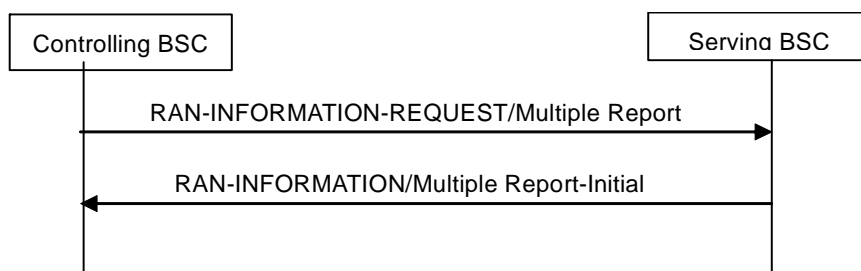 Controlling BSC
Serving BSC
RAN-INFORMATION-REQUEST/Multiple Report
RAN-INFORMATION/Multiple Report-Initial